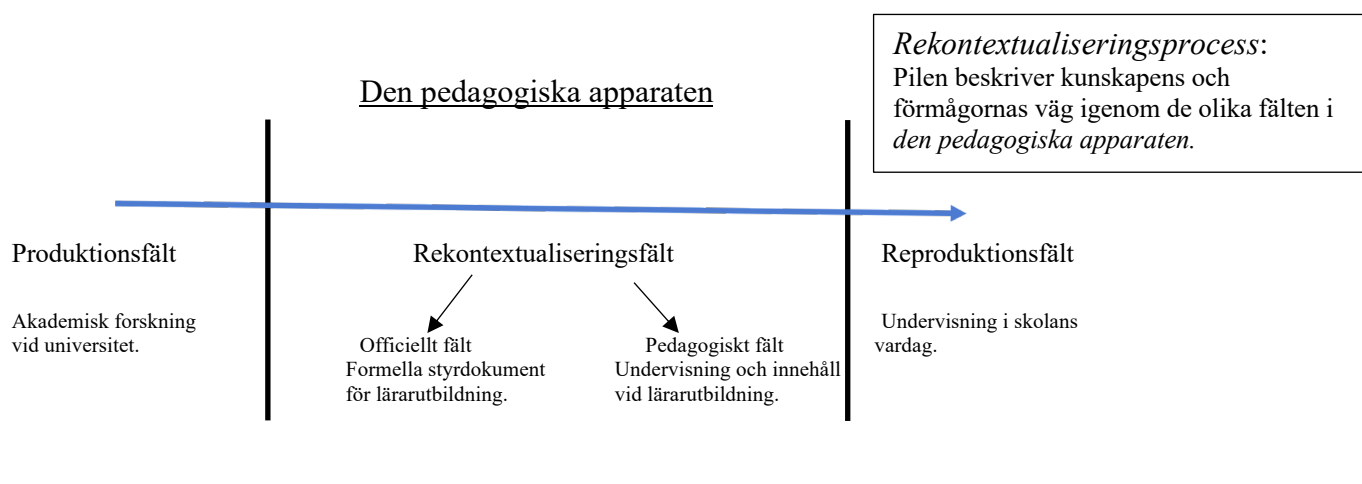 Rekontextualiseringsprocess:
Pilen beskriver kunskapens och
förmågornas väg igenom de olika fälten i
den pedagogiska apparaten.
Den pedagogiska apparaten
Produktionsfält
Akademisk forskning
vid universitet.
Rekontextualiseringsfält
Officiellt fält
Formella styrdokument
för lärarutbildning.
Pedagogiskt fält
Undervisning och innehåll
vid lärarutbildning.
Reproduktionsfält
Undervisning i skolans
vardag.